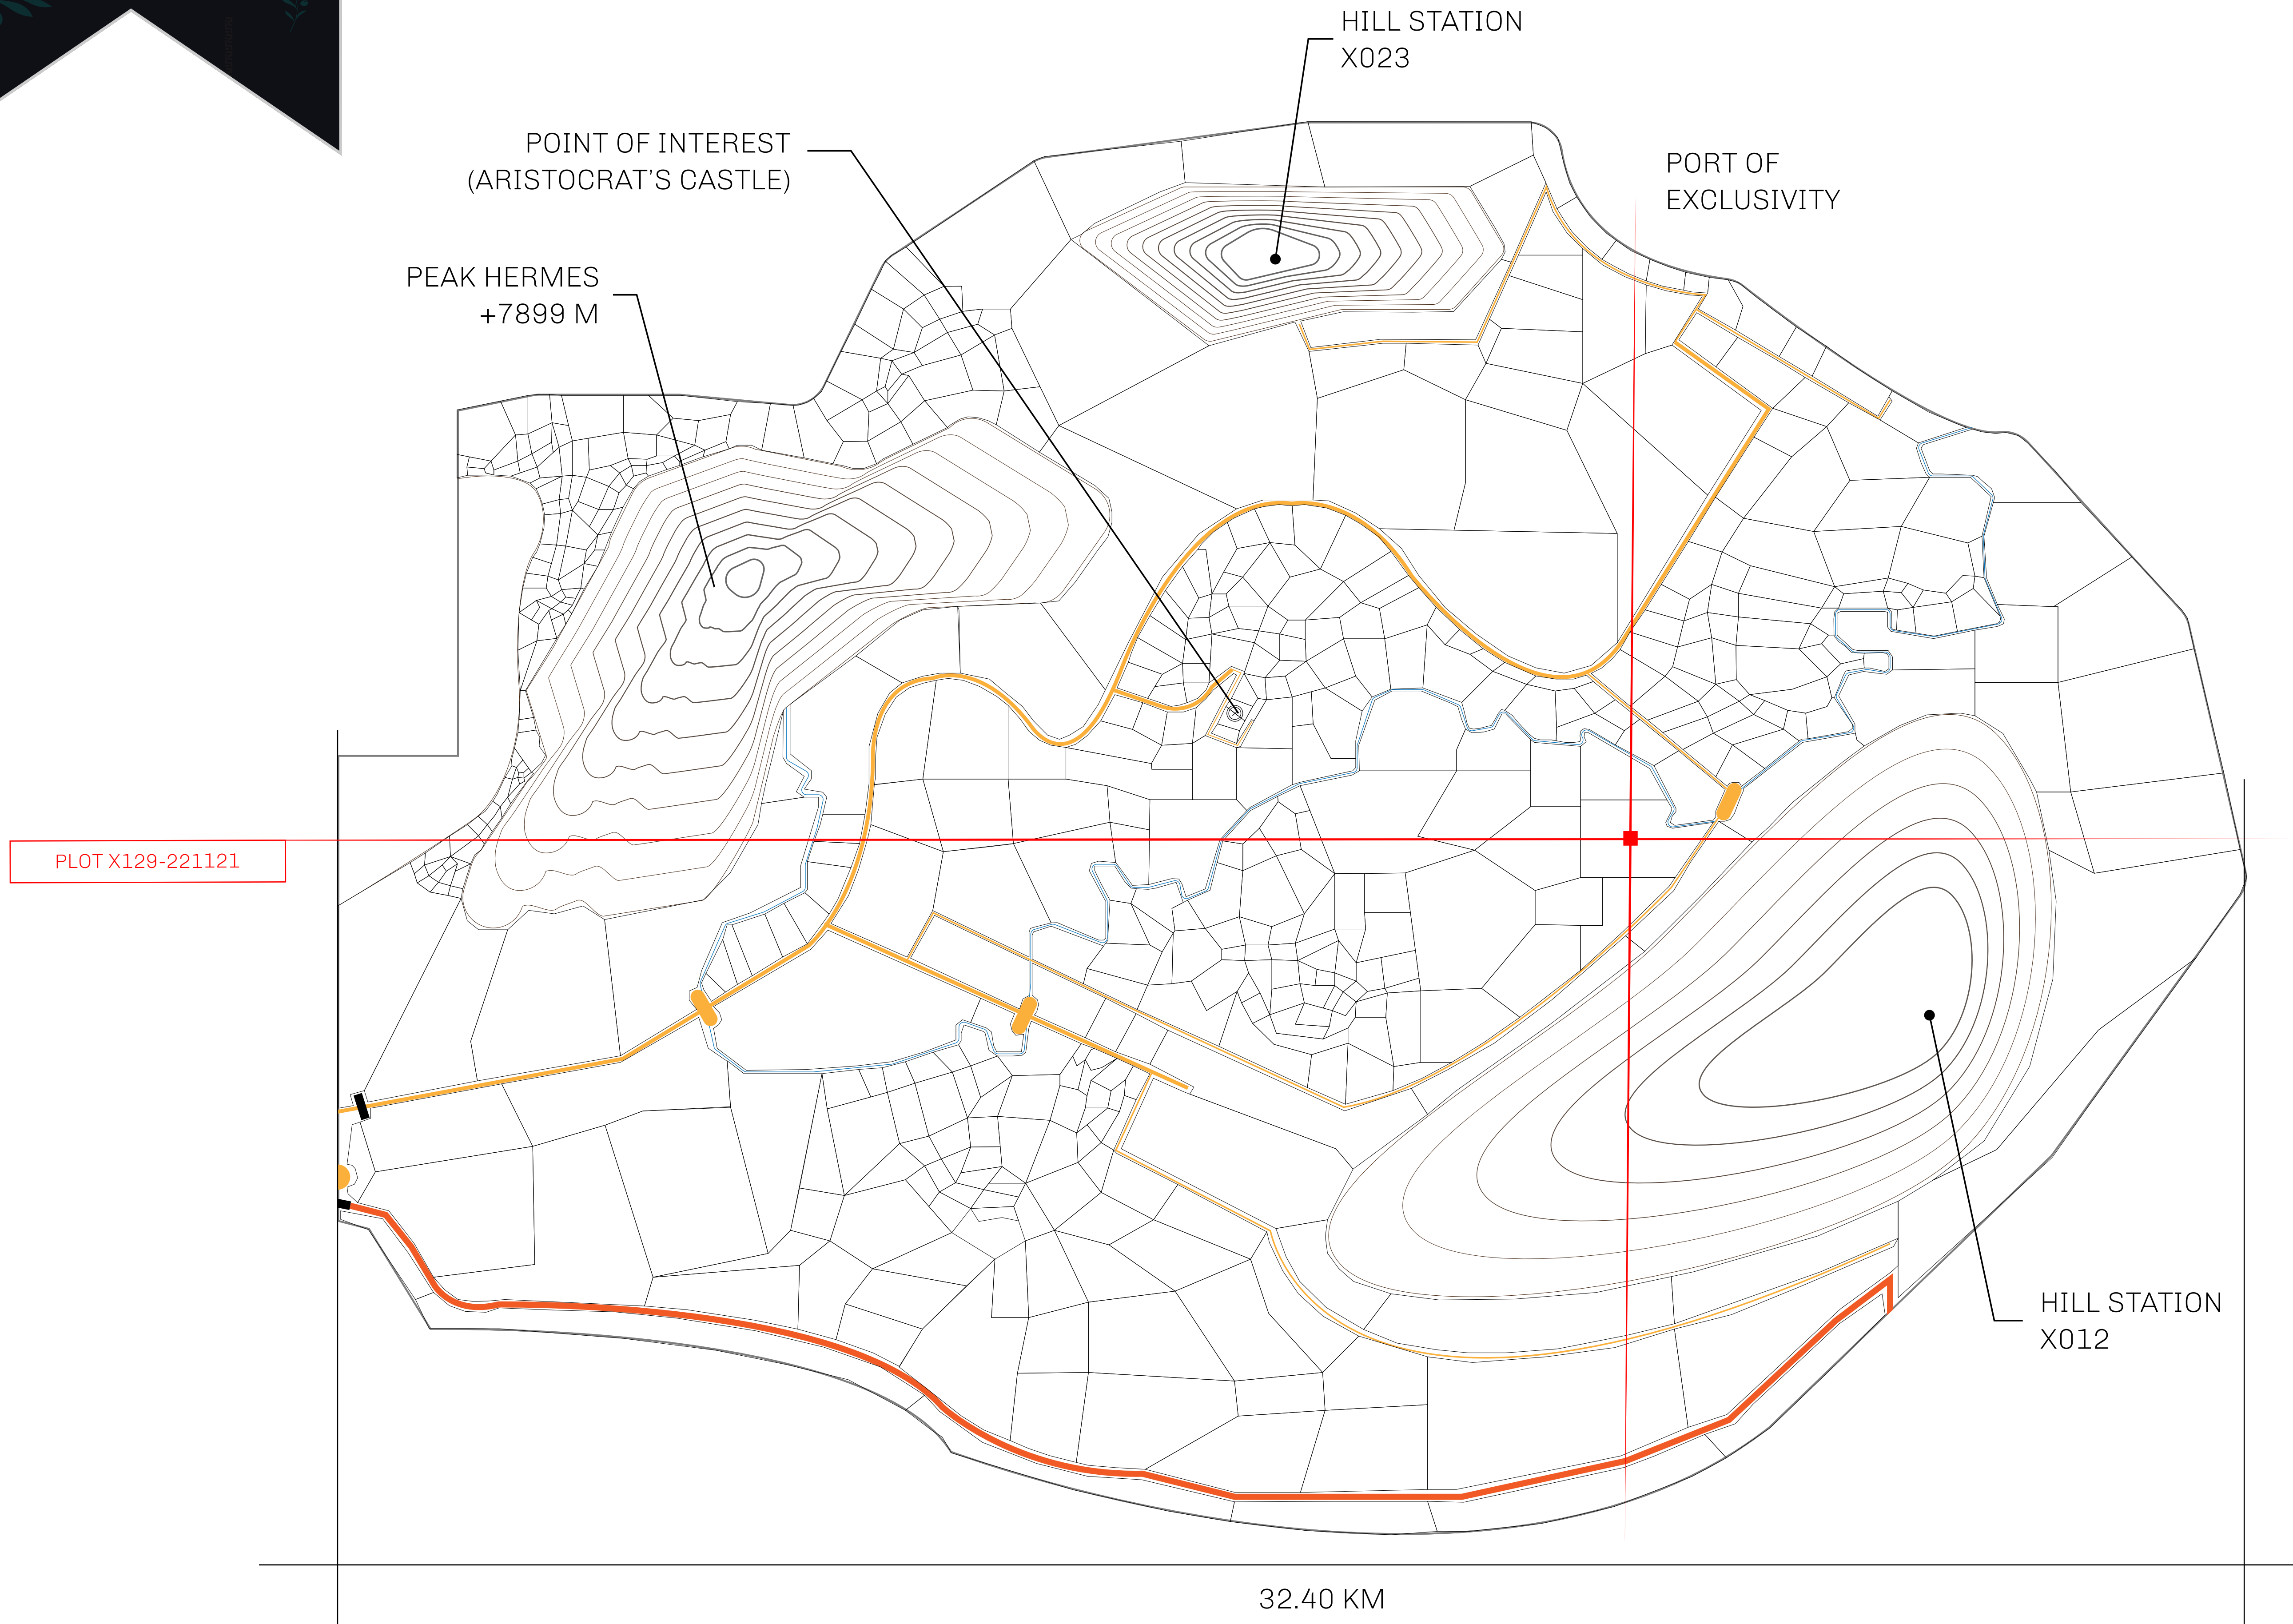 HILL STATION
X023
POINT OF INTEREST
(ARISTOCRAT'S CASTLE)
PORT OF
EXCLUSIVITY
PEAK HERMES
+7899 M
PLOT X129-221121
HILL STATION
X012
32.40 KM